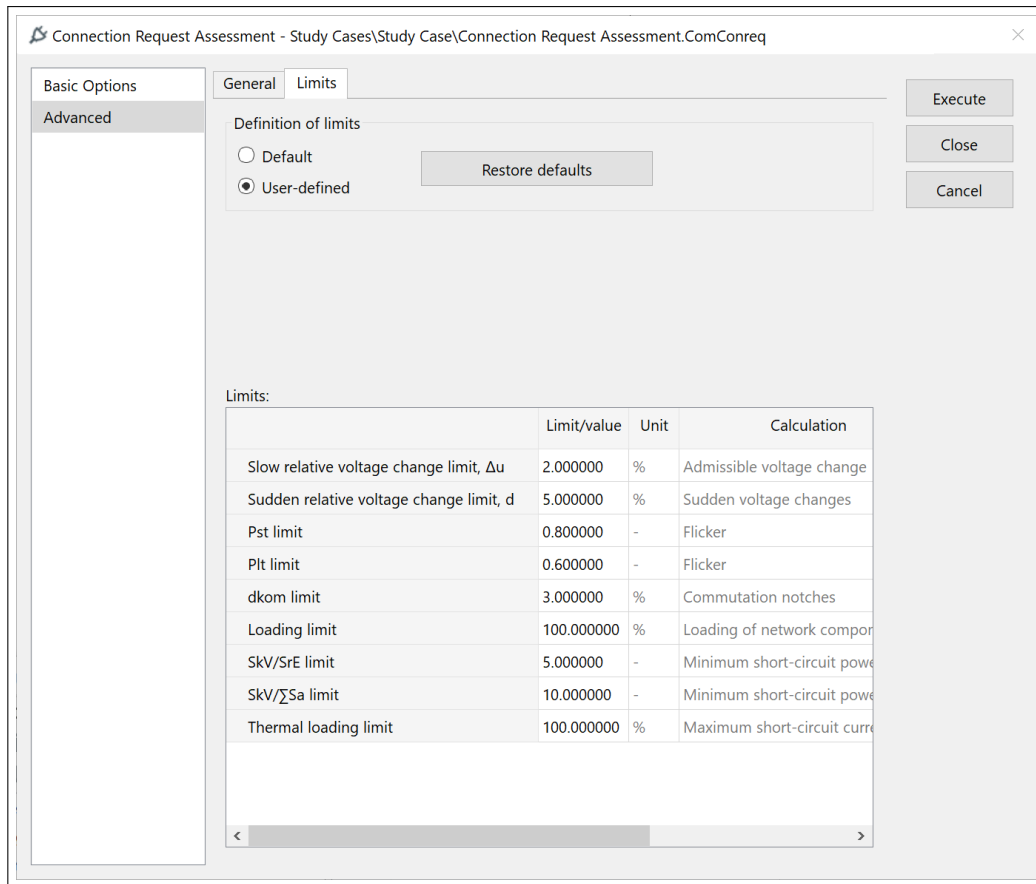 Connection Request Assessment - Study Cases\Study Case\Connection Request Assessment.ComConreq
Basic Options
Advanced
General
Limits
Execute
Close
Cancel
Definition of limits
Default
User-defined
Restore defaults
Limits:
Limit/value Unit Calculation
Slow relative voltage change limit, Δu 2.000000 % Admissible voltage change
Sudden relative voltage change limit, d 5.000000 % Sudden voltage changes
Pst limit 0.800000 - Flicker
Plt limit 0.600000 - Flicker
dkom limit 3.000000 % Commutation notches
Loading limit 100.000000 % Loading of network compor
SkV/SrE limit 5.000000 - Minimum short-circuit powe
SkV/∑Sa limit 10.000000 - Minimum short-circuit powe
Thermal loading limit 100.000000 % Maximum short-circuit curre